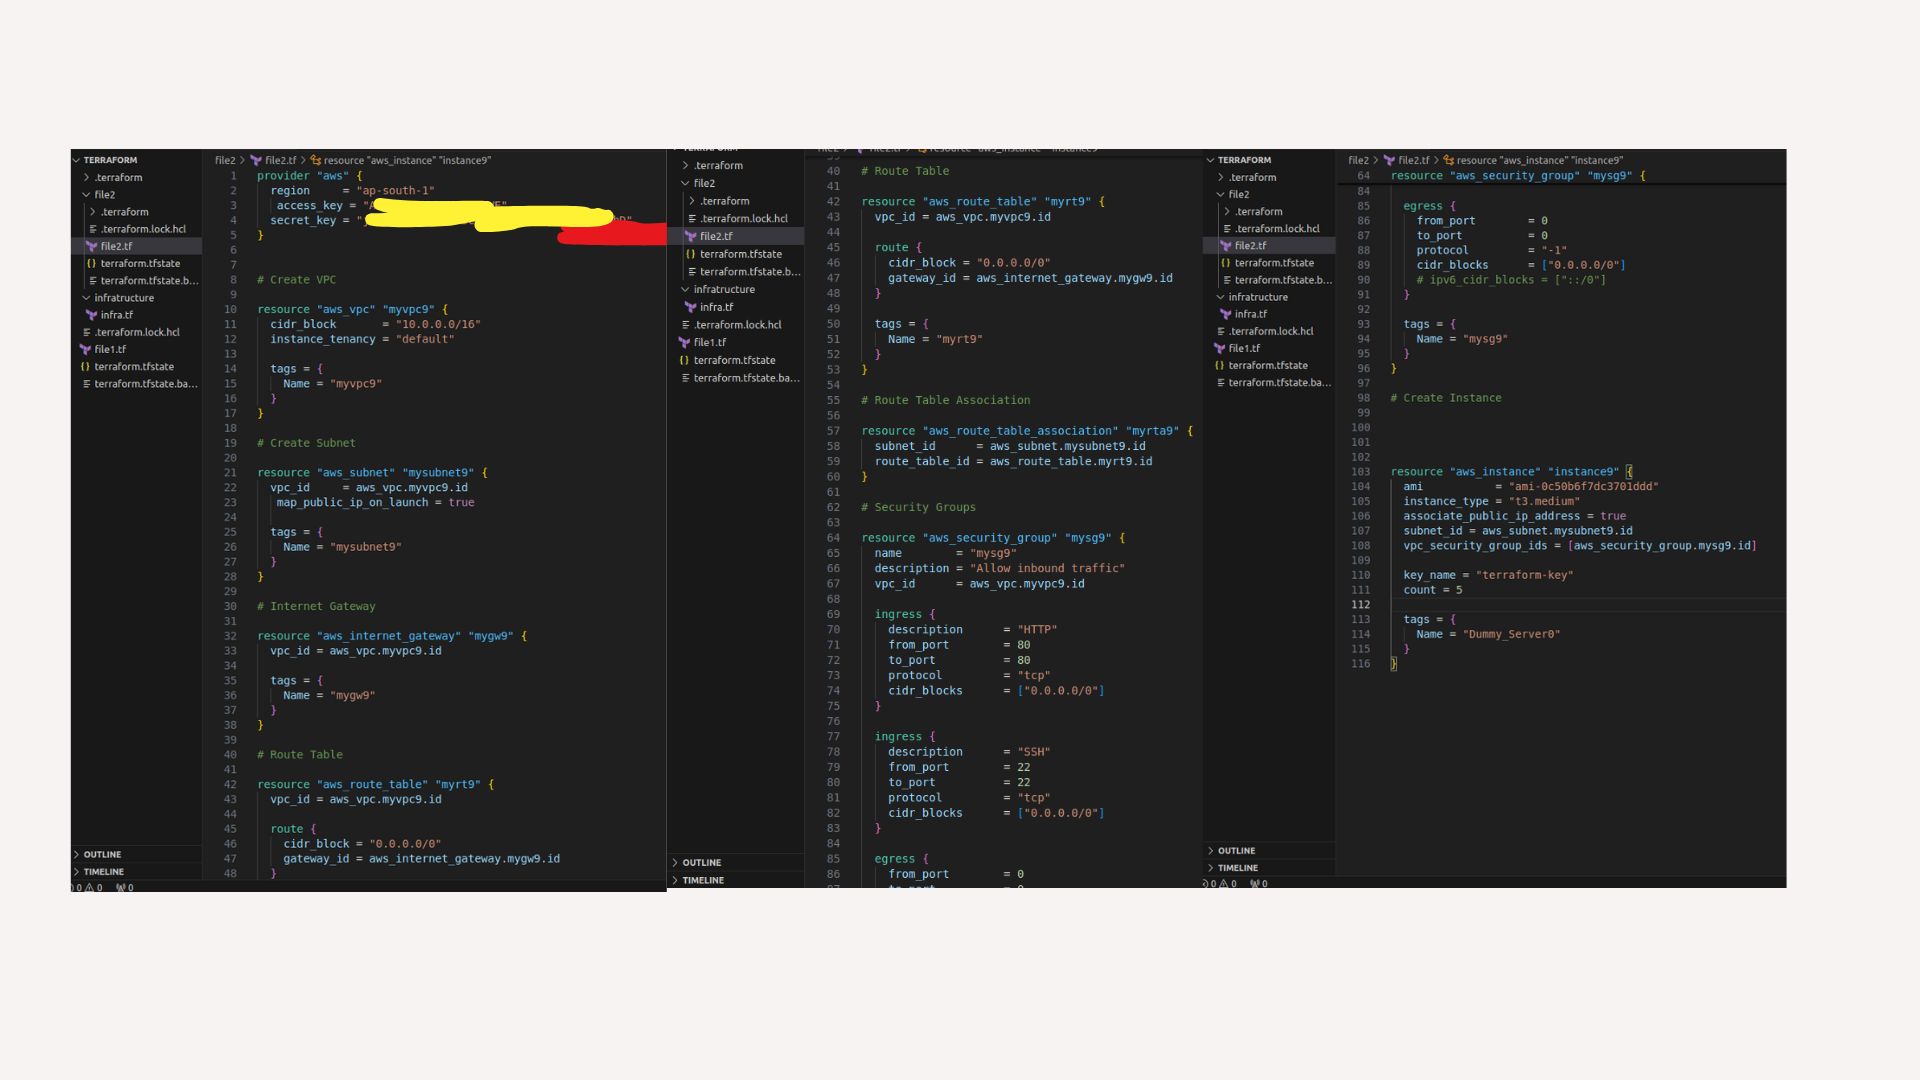 TERRAFORM
.terraform
file2
.terraform
.terraform.lock.hcl
file2.tf
terraform.tfstate
terraform.tfstate.b...
infratructure
infra.tf
.terraform.lock.hcl
file1.tf
terraform.tfstate
terraform.tfstate.ba...
OUTLINE
TIMELINE
0 0 0
file2 > file2.tf > resource "aws_instance" "instance9"
1 provider "aws" {
2 region = "ap-south-1"
3 access_key = "
4 secret_key = "
5 }
6
7
8 # Create VPC
9
10 resource "aws_vpc" "myvpc9" {
11 cidr_block = "10.0.0.0/16"
12 instance_tenancy = "default"
13
14 tags = {
15 Name = "myvpc9"
16 }
17 }
18
19 # Create Subnet
20
21 resource "aws_subnet" "mysubnet9" {
22 vpc_id = aws_vpc.myvpc9.id
23 map_public_ip_on_launch = true
24
25 tags = {
26 Name = "mysubnet9"
27 }
28 }
29
30 # Internet Gateway
31
32 resource "aws_internet_gateway" "mygw9" {
33 vpc_id = aws_vpc.myvpc9.id
34
35 tags = {
36 Name = "mygw9"
37 }
38 }
39
40 # Route Table
41
42 resource "aws_route_table" "myrt9" {
43 vpc_id = aws_vpc.myvpc9.id
44
45 route {
46 cidr_block = "0.0.0.0/0"
47 gateway_id = aws_internet_gateway.mygw9.id
48 }
.terraform
file2
.terraform
.terraform.lock.hcl
file2.tf
terraform.tfstate
terraform.tfstate.b...
infratructure
infra.tf
.terraform.lock.hcl
file1.tf
terraform.tfstate
terraform.tfstate.ba...
OUTLINE
TIMELINE
40 # Route Table
41
42 resource "aws_route_table" "myrt9" {
43 vpc_id = aws_vpc.myvpc9.id
44
45 route {
46 cidr_block = "0.0.0.0/0"
47 gateway_id = aws_internet_gateway.mygw9.id
48 }
49
50 tags = {
51 Name = "myrt9"
52 }
53 }
54
55 # Route Table Association
56
57 resource "aws_route_table_association" "myrta9" {
58 subnet_id = aws_subnet.mysubnet9.id
59 route_table_id = aws_route_table.myrt9.id
60 }
61
62 # Security Groups
63
64 resource "aws_security_group" "mysg9" {
65 name = "mysg9"
66 description = "Allow inbound traffic"
67 vpc_id = aws_vpc.myvpc9.id
68
69 ingress {
70 description = "HTTP"
71 from_port = 80
72 to_port = 80
73 protocol = "tcp"
74 cidr_blocks = ["0.0.0.0/0"]
75 }
76
77 ingress {
78 description = "SSH"
79 from_port = 22
80 to_port = 22
81 protocol = "tcp"
82 cidr_blocks = ["0.0.0.0/0"]
83 }
84
85 egress {
86 from_port = 0
TERRAFORM
.terraform
file2
.terraform
.terraform.lock.hcl
file2.tf
terraform.tfstate
terraform.tfstate.b...
infratructure
infra.tf
.terraform.lock.hcl
file1.tf
terraform.tfstate
terraform.tfstate.ba...
OUTLINE
TIMELINE
0 0 0
file2 > file2.tf > resource "aws_instance" "instance9"
64 resource "aws_security_group" "mysg9" {
84
85 egress {
86 from_port = 0
87 to_port = 0
88 protocol = "-1"
89 cidr_blocks = ["0.0.0.0/0"]
90 # ipv6_cidr_blocks = ["::/0"]
91 }
92
93 tags = {
94 Name = "mysg9"
95 }
96 }
97
98 # Create Instance
99
100
101
102
103 resource "aws_instance" "instance9" {
104 ami = "ami-0c50b6f7dc3701ddd"
105 instance_type = "t3.medium"
106 associate_public_ip_address = true
107 subnet_id = aws_subnet.mysubnet9.id
108 vpc_security_group_ids = [aws_security_group.mysg9.id]
109
110 key_name = "terraform-key"
111 count = 5
112
113 tags = {
114 Name = "Dummy_Server0"
115 }
116 }